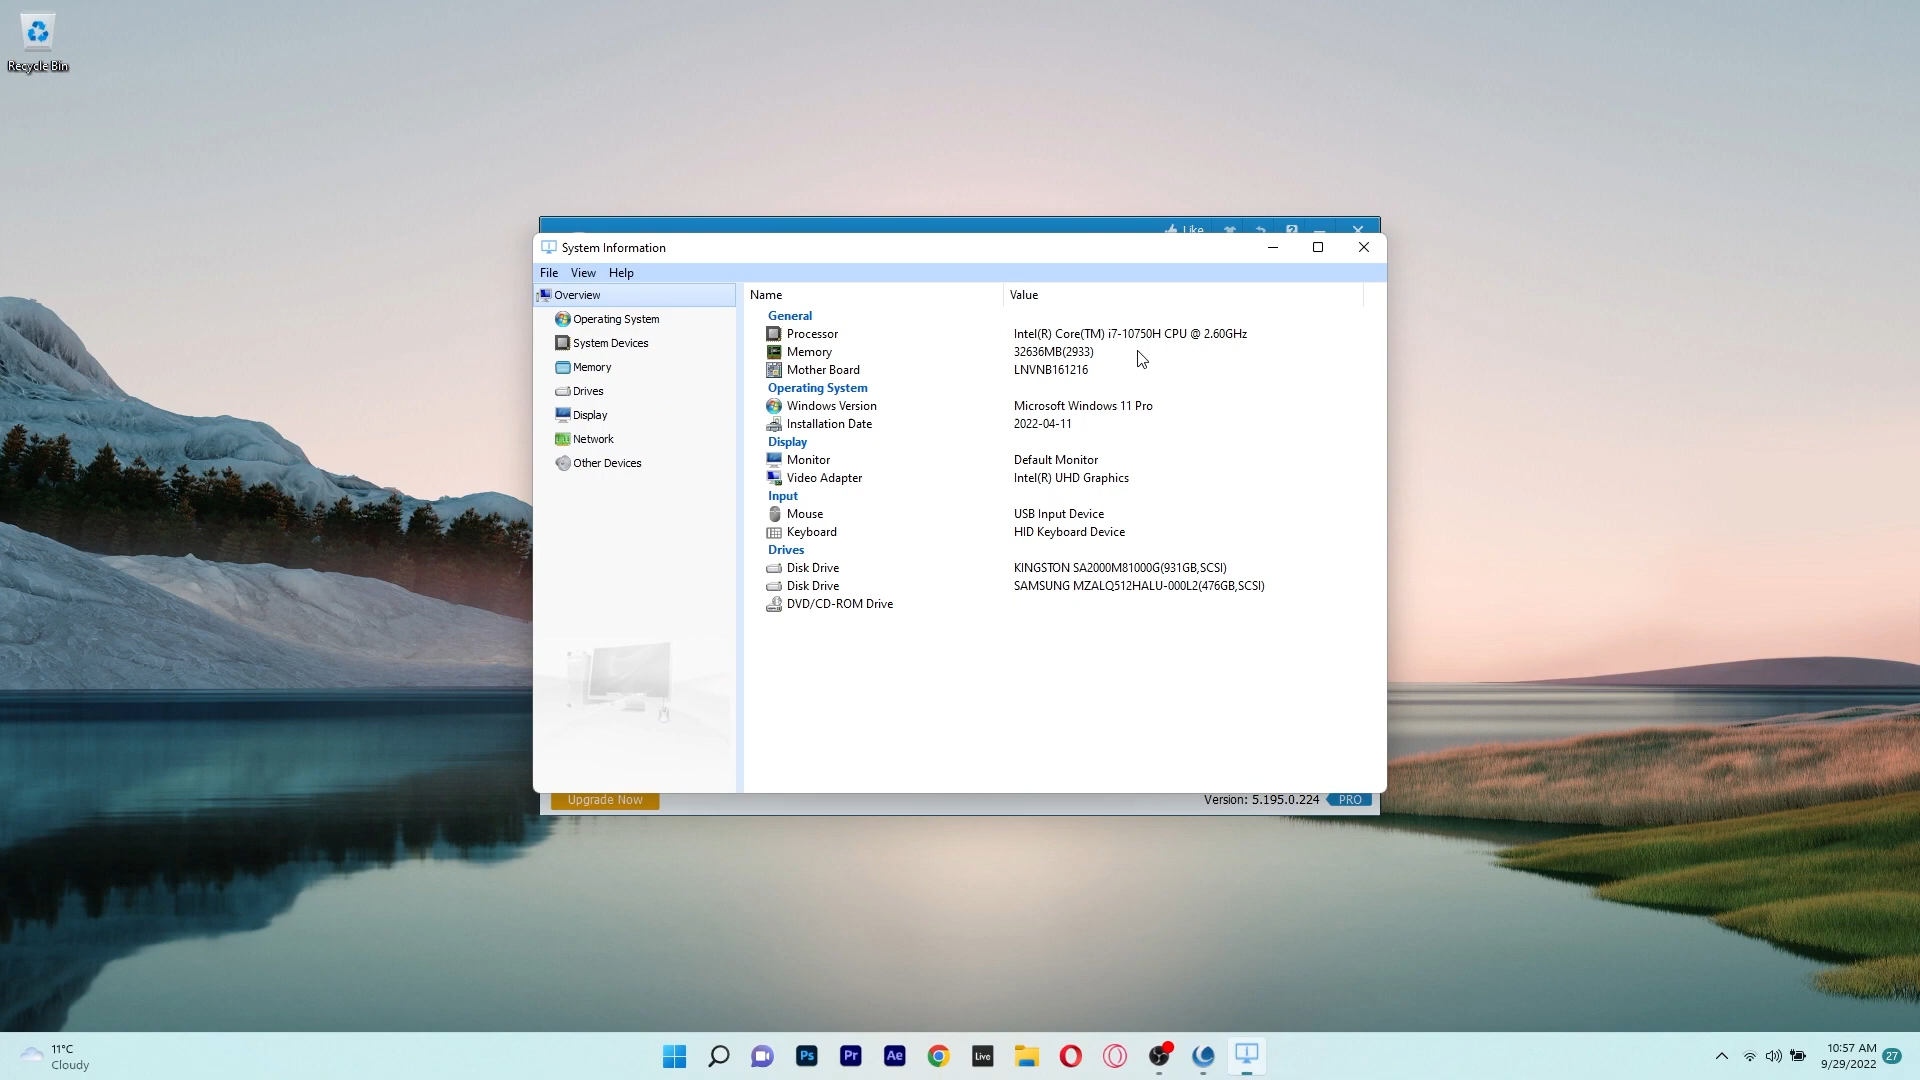 Recycle Bin
Like
System Information
File View Help
Overview
Operating System
System Devices
Memory
Drives
Display
Network
Other Devices
Name Value
General
Processor Intel(R) Core(TM) i7-10750H CPU @ 2.60GHz
Memory 32636MB(2933)
Mother Board LNVNB161216
Operating System
Windows Version Microsoft Windows 11 Pro
Installation Date 2022-04-11
Display
Monitor Default Monitor
Video Adapter Intel(R) UHD Graphics
Input
Mouse USB Input Device
Keyboard HID Keyboard Device
Drives
Disk Drive KINGSTON SA2000M81000G(931GB,SCSI)
Disk Drive SAMSUNG MZALQ512HALU-000L2(476GB,SCSI)
DVD/CD-ROM Drive
Upgrade Now Version: 5.195.0.224 PRO
11°C
Cloudy
Ps Pr Ae Live
10:57 AM
9/29/2022 27